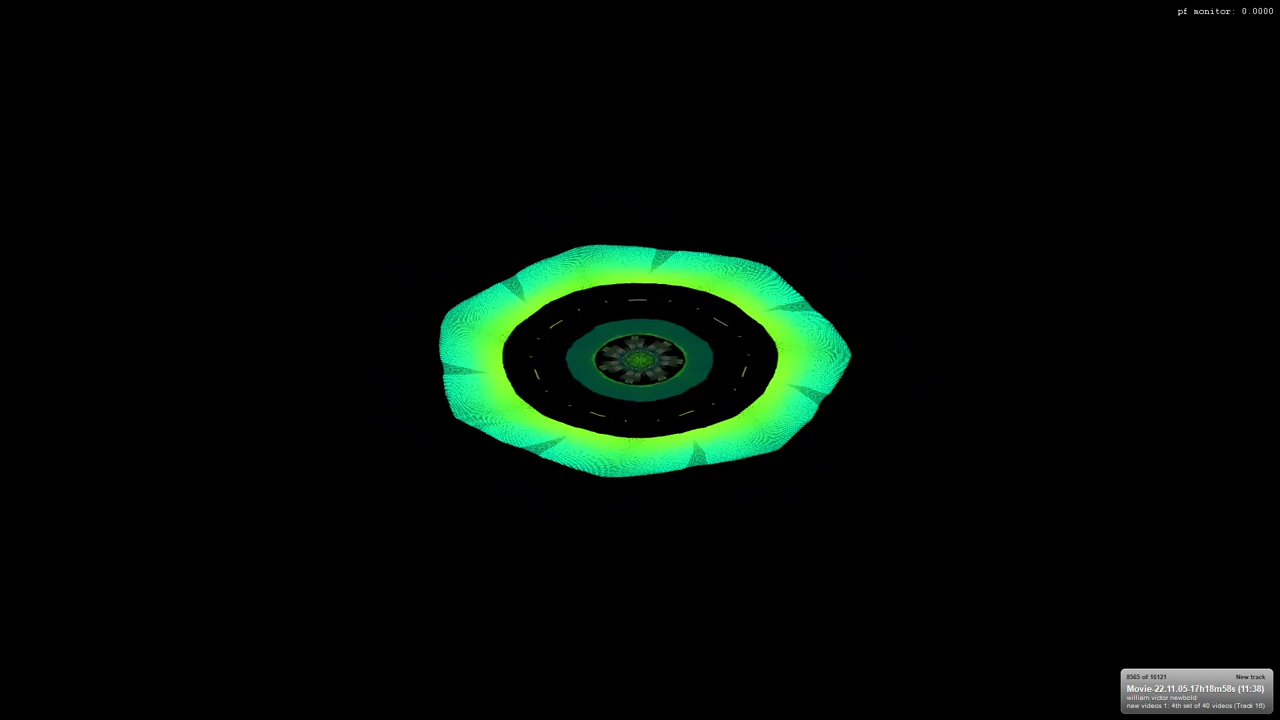 pf monitor: 0.0000
8565 of 16121 New track
Movie-22.11.05-17h18m58s (11:38)
william victor newbold
new videos 1: 4th set of 40 videos (Track 16)